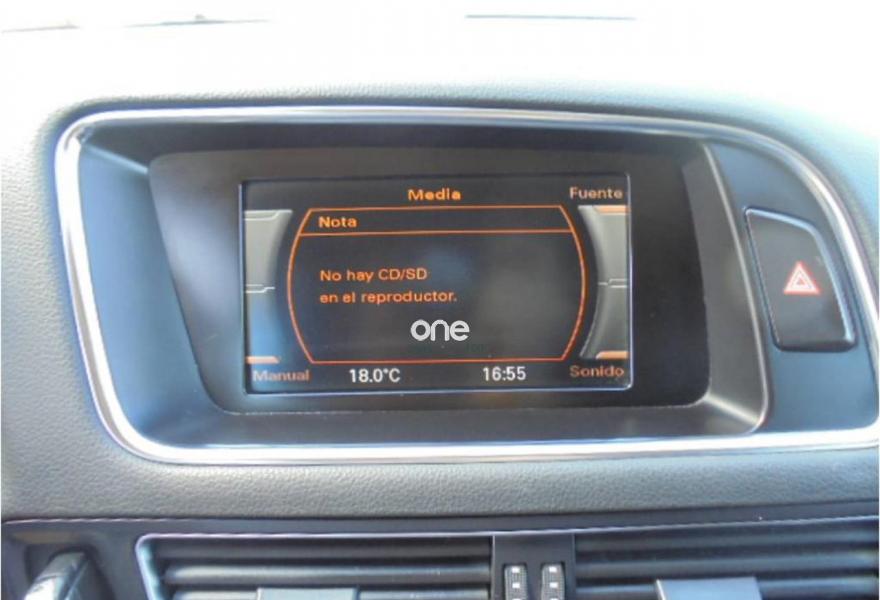 Media
Fuente
Nota
No hay CD/SD
en el reproductor.
one
Manual
18.0°C
16:55
Sonido